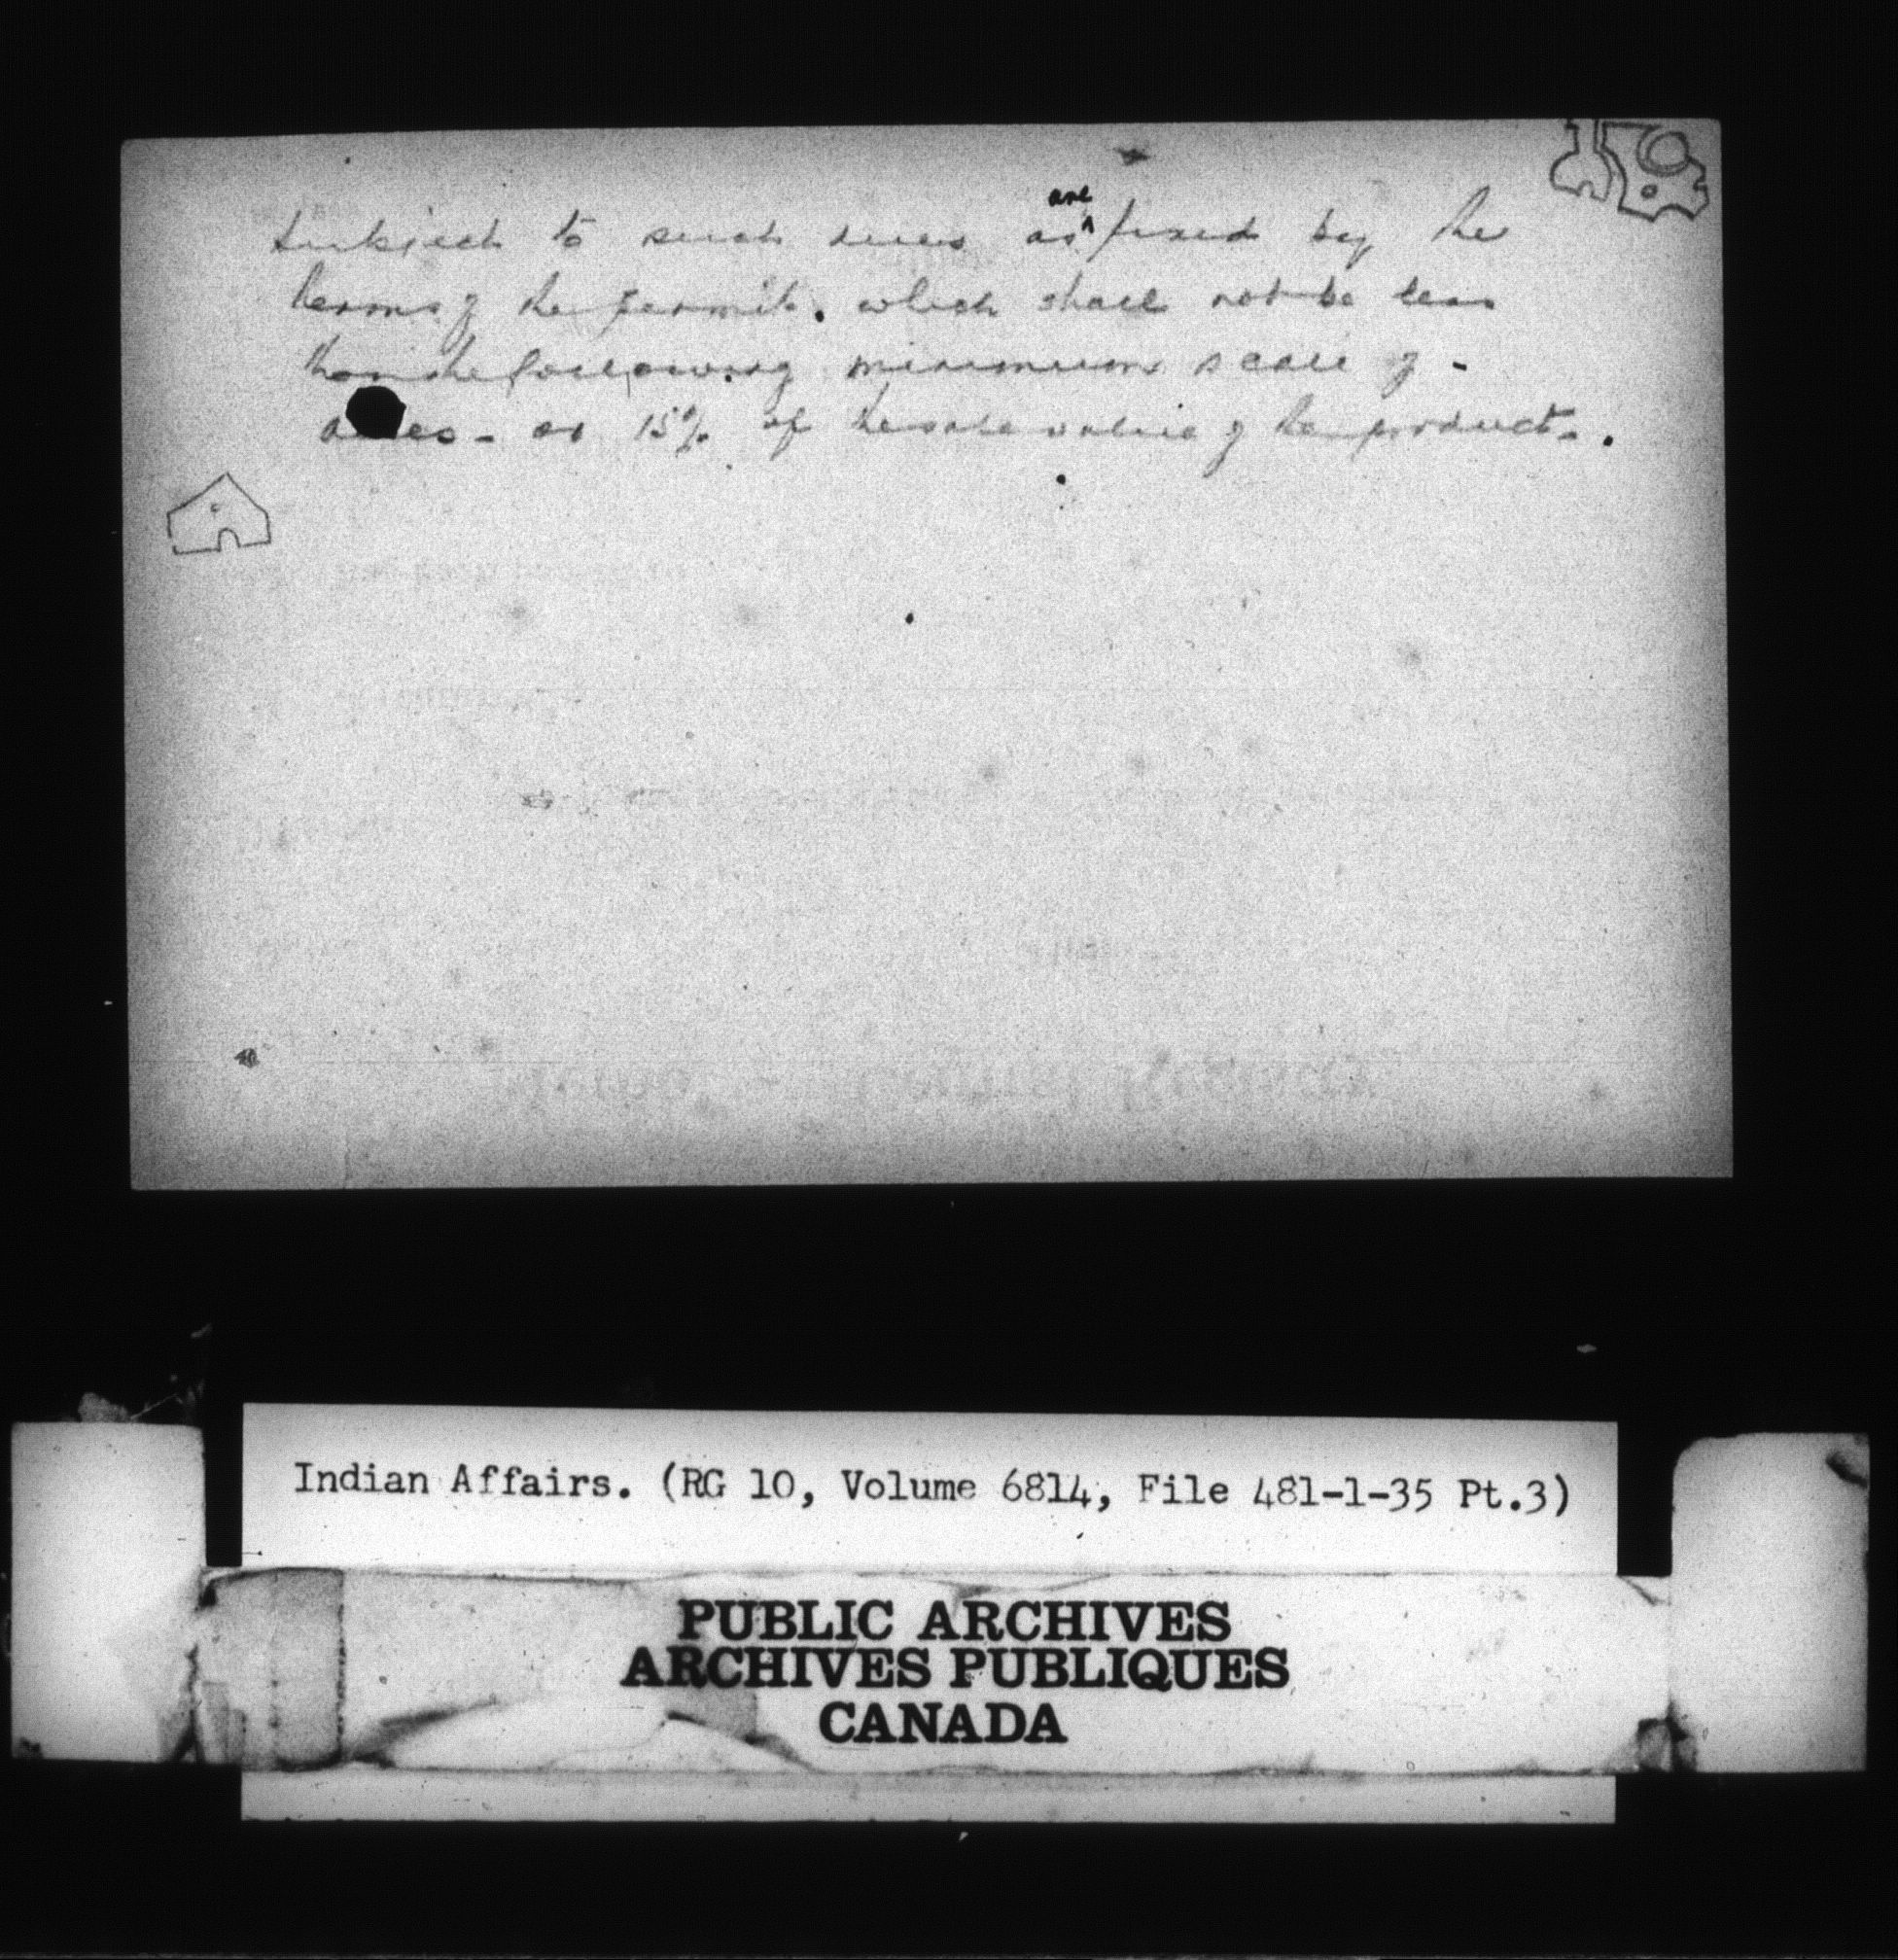 Subject to such dues as ^are fixed by the
terms of the permit. which shall not be less
than the following minimum scale of -
dues - or 15% of the sale value of the product. .
Indian Affairs. (RG 10, Volume 6814, File 481-1-35 Pt.3)
PUBLIC ARCHIVES
ARCHIVES PUBLIQUES
CANADA